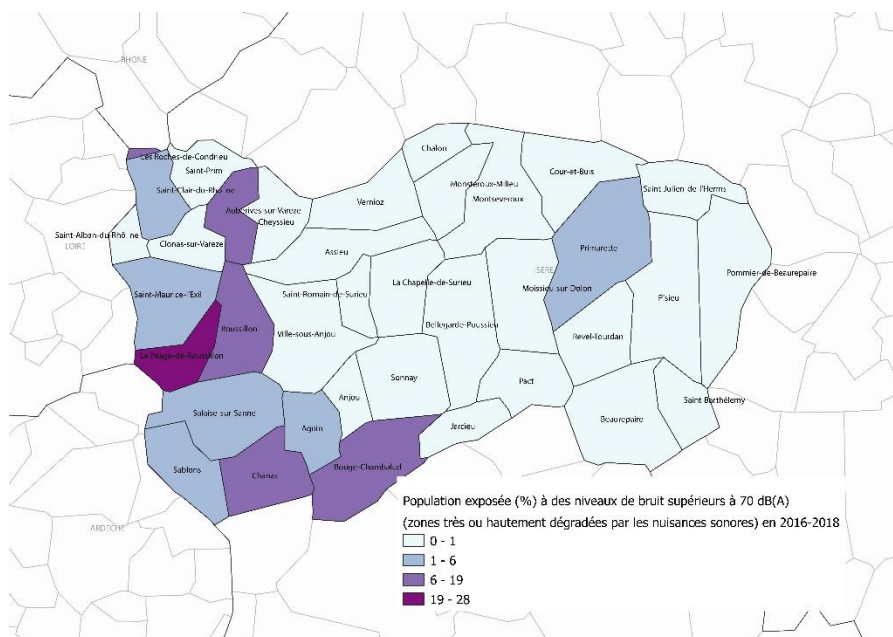 RHONE
Les Roches-de-Condrieu
Chalon
Saint-Prim
Cour-et-Buis
Monsteroux-Milieu
Saint Julien de l'Herms
Saint-Clair-du-Rhône
Montseveroux
Vernioz
Auberives-sur-Vareze
Cheyssieu
Saint-Alban-du-Rhône
LOIRE
Clonas-sur-Vareze
Primarette
Assieu
Pommier-de-Beaurepaire
ISERE
La Chapelle-de-Surieu
Moissieu sur Dolon
Saint-Maurice-l'Exil
Saint-Romain-de-Surieu
Pisieu
Roussillon
Ville-sous-Anjou
Bellegarde-Poussieu
Revel-Tourdan
Le Péage-de-Roussillon
Sonnay
Pact
Anjou
Saint-Barthélemy
Salaise-sur-Sanne
Beaurepaire
Agnin
Jarcieu
Sablons
Chanas
Bouge-Chambalud
ARDECHE
Population exposée (%) à des niveaux de bruit supérieurs à 70 dB(A)
(zones très ou hautement dégradées par les nuisances sonores) en 2016-2018
0 - 1
1 - 6
6 - 19
19 - 28